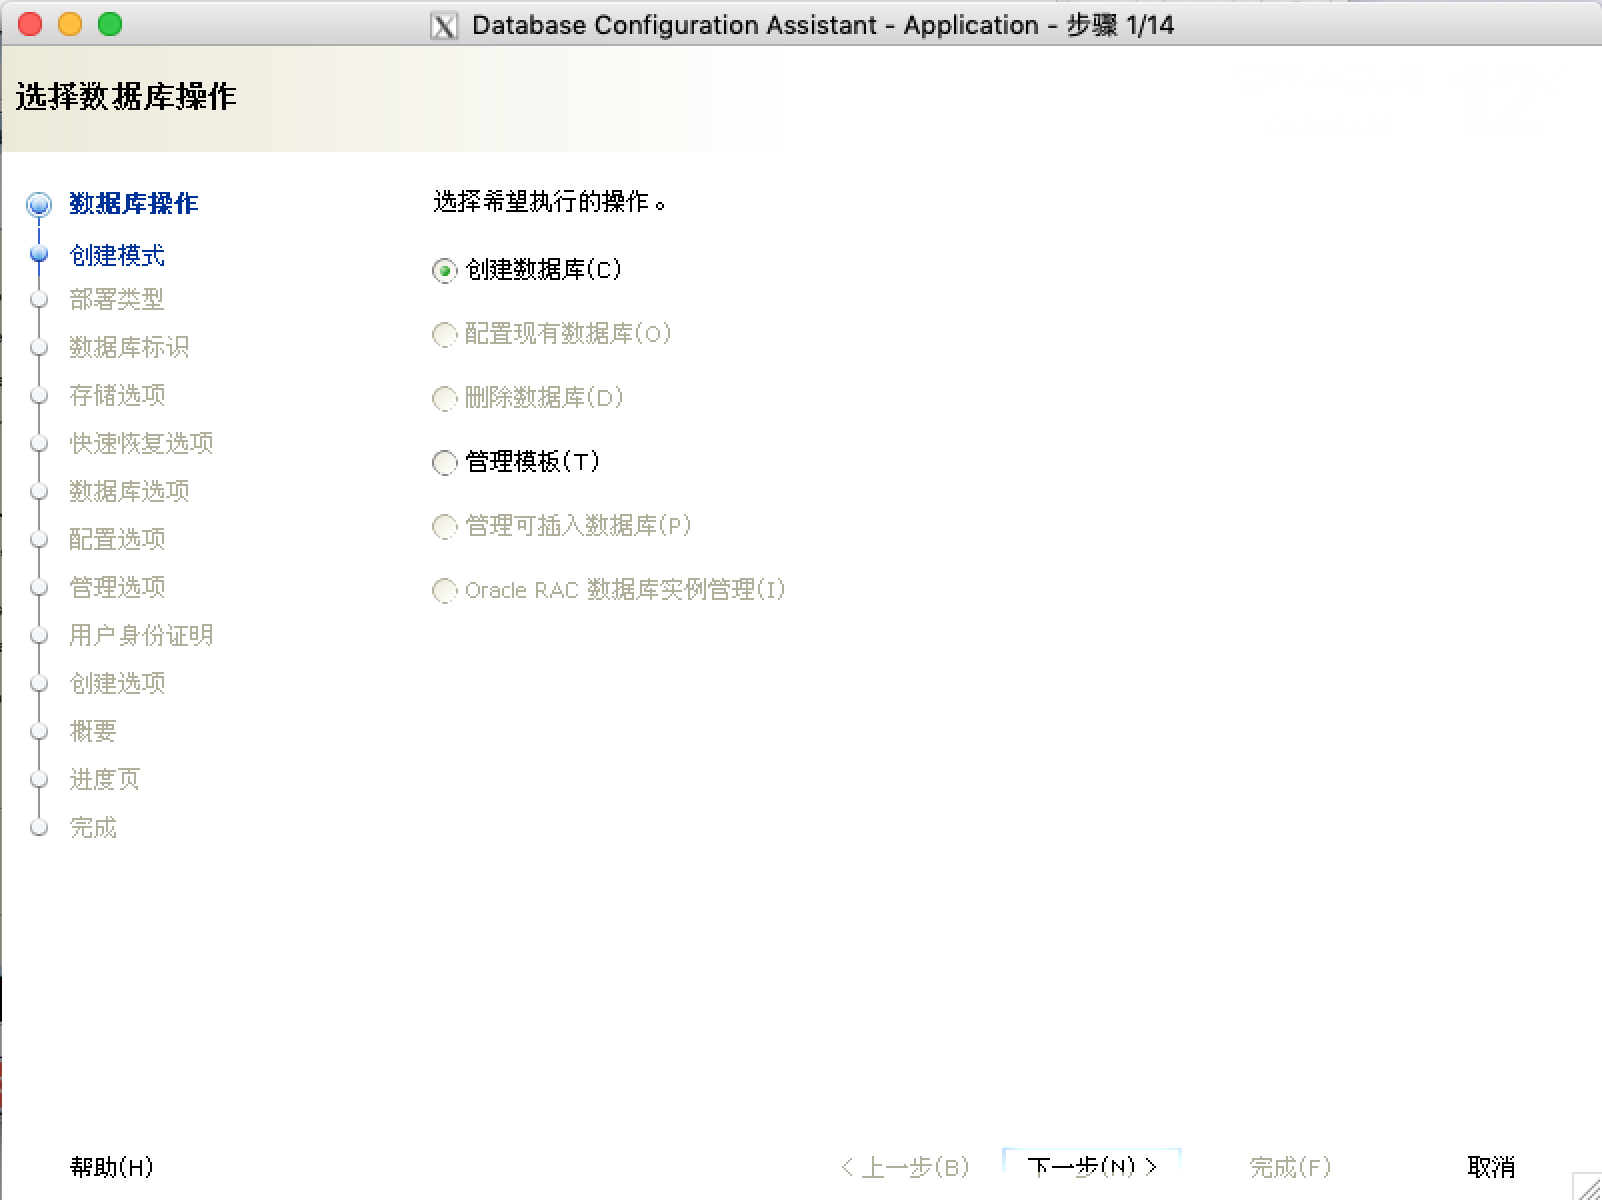 Database Configuration Assistant - Application - 步骤 1/14
选择数据库操作
数据库操作
创建模式
部署类型
数据库标识
存储选项
快速恢复选项
数据库选项
配置选项
管理选项
用户身份证明
创建选项
概要
进度页
完成
选择希望执行的操作。
创建数据库(C)
配置现有数据库(O)
删除数据库(D)
管理模板(T)
管理可插入数据库(P)
Oracle RAC 数据库实例管理(I)
帮助(H)
< 上一步(B)
下一步(N) >
完成(F)
取消